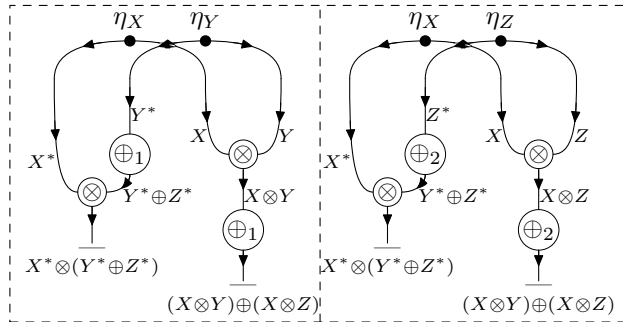 η_X η_Y η_X η_Z
Y* Z*
X Y X Z
X* ⊕₁ ⊗ X* ⊕₂ ⊗
⊗ Y*⊕Z* X⊗Y ⊗ Y*⊕Z* X⊗Z
⊕₁ ⊕₂
X*⊗(Y*⊕Z*) X*⊗(Y*⊕Z*)
(X⊗Y)⊕(X⊗Z) (X⊗Y)⊕(X⊗Z)